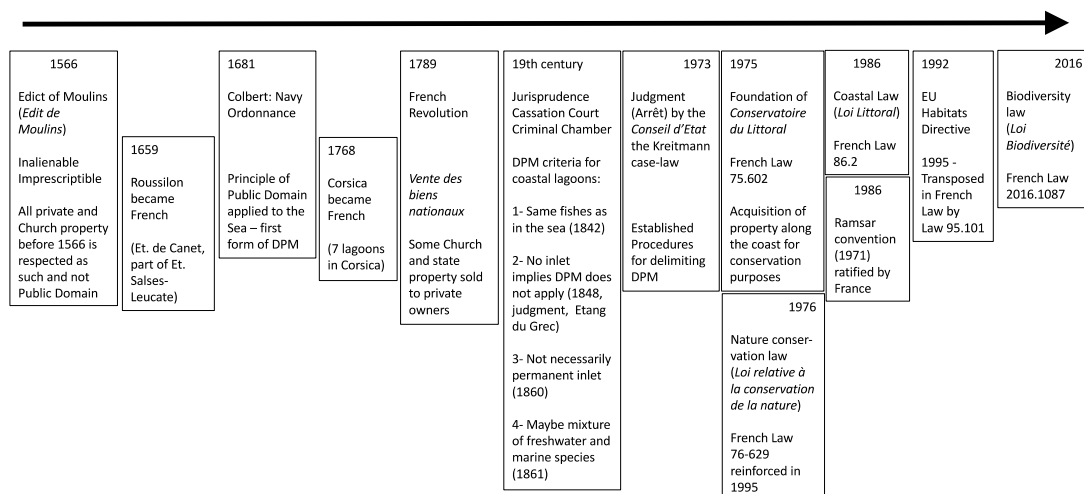 1566
Edict of Moulins
(Edit de
Moulins)
Inalienable
Imprescriptible
All private and
Church property
before 1566 is
respected as
such and not
Public Domain
1659
Roussilon
became
French
(Et. de Canet,
part of Et.
Salses-
Leucate)
1681
Colbert: Navy
Ordonnance
Principle of
Public Domain
applied to the
Sea – first
form of DPM
1768
Corsica
became
French
(7 lagoons
in Corsica)
1789
French
Revolution
Vente des
biens
nationaux
Some Church
and state
property sold
to private
owners
19th century
Jurisprudence
Cassation Court
Criminal Chamber
DPM criteria for
coastal lagoons:
1- Same fishes as
in the sea (1842)
2- No inlet
implies DPM does
not apply (1848,
judgment, Etang
du Grec)
3- Not necessarily
permanent inlet
(1860)
4- Maybe mixture
of freshwater and
marine species
(1861)
1973
Judgment
(Arrêt) by the
Conseil d’Etat
the Kreitmann
case-law
Established
Procedures
for delimiting
DPM
1975
Foundation of
Conservatoire
du Littoral
French Law
75.602
Acquisition of
property along
the coast for
conservation
purposes
1976
Nature conser-
vation law
(Loi relative à
la conservation
de la nature)
French Law
76-629
reinforced in
1995
1986
Coastal Law
(Loi Littoral)
French Law
86.2
1986
Ramsar
convention
(1971)
ratified by
France
1992
EU
Habitats
Directive
1995 -
Transposed
in French
Law by
Law 95.101
2016
Biodiversity
law
(Loi
Biodiversité)
French Law
2016.1087